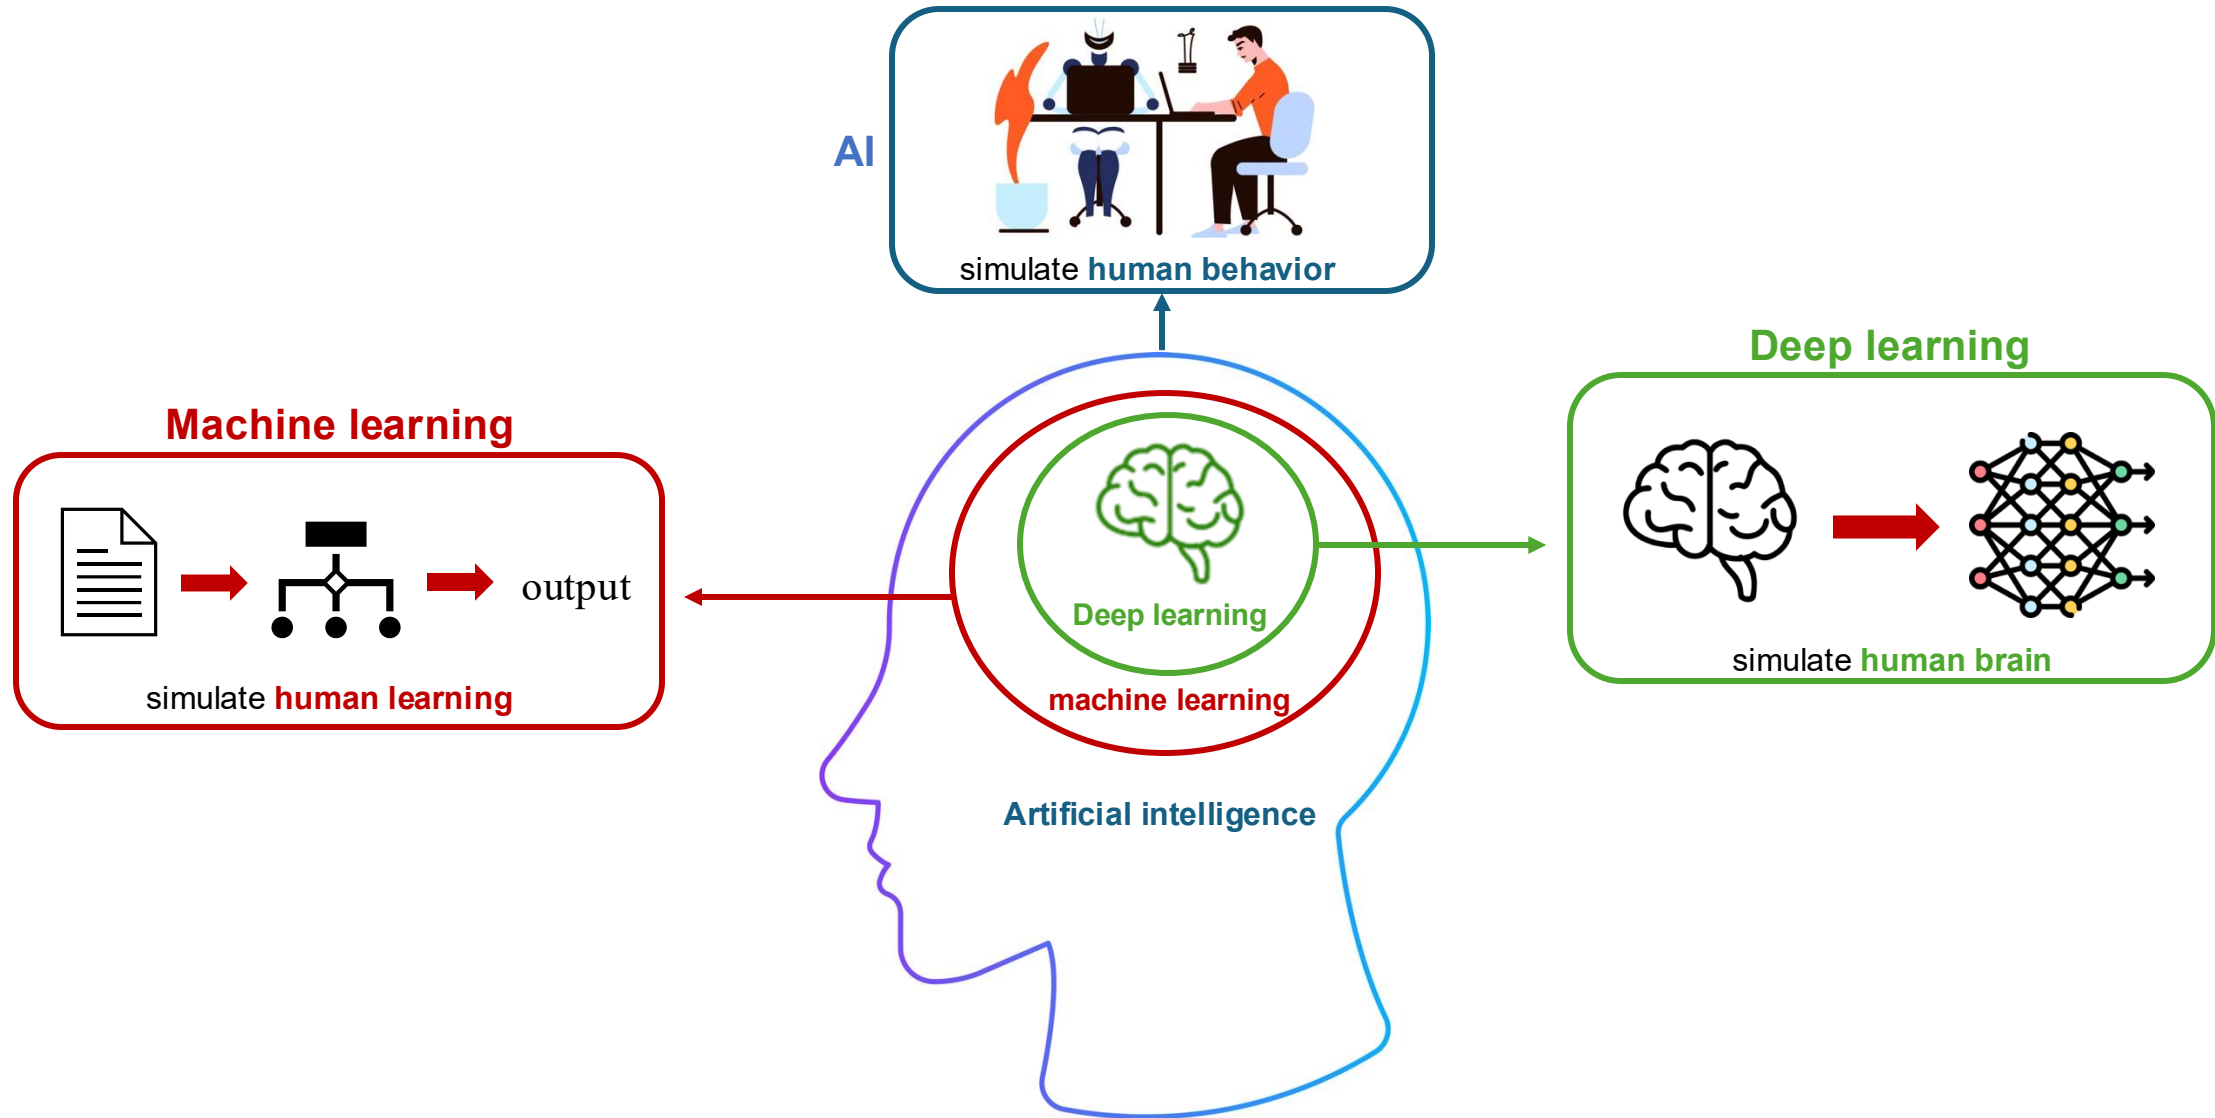 AI
simulate human behavior
Machine learning
output
simulate human learning
Deep learning
machine learning
Artificial intelligence
Deep learning
simulate human brain